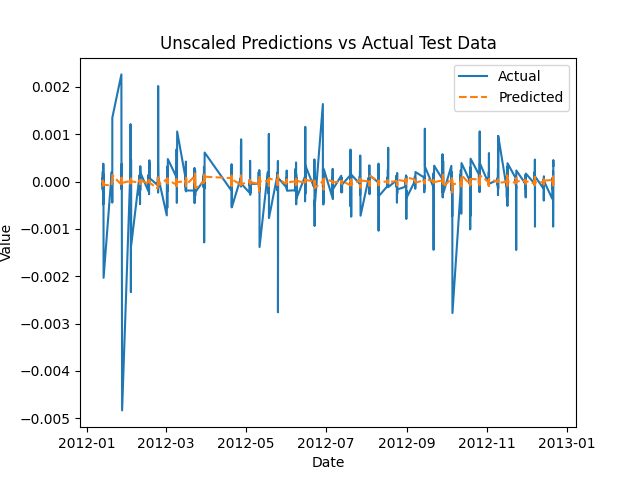 Unscaled Predictions vs Actual Test Data
Actual
Predicted
0.002
0.001
0.000
−0.001
−0.002
−0.003
−0.004
−0.005
Value
2012-01 2012-03 2012-05 2012-07 2012-09 2012-11 2013-01
Date